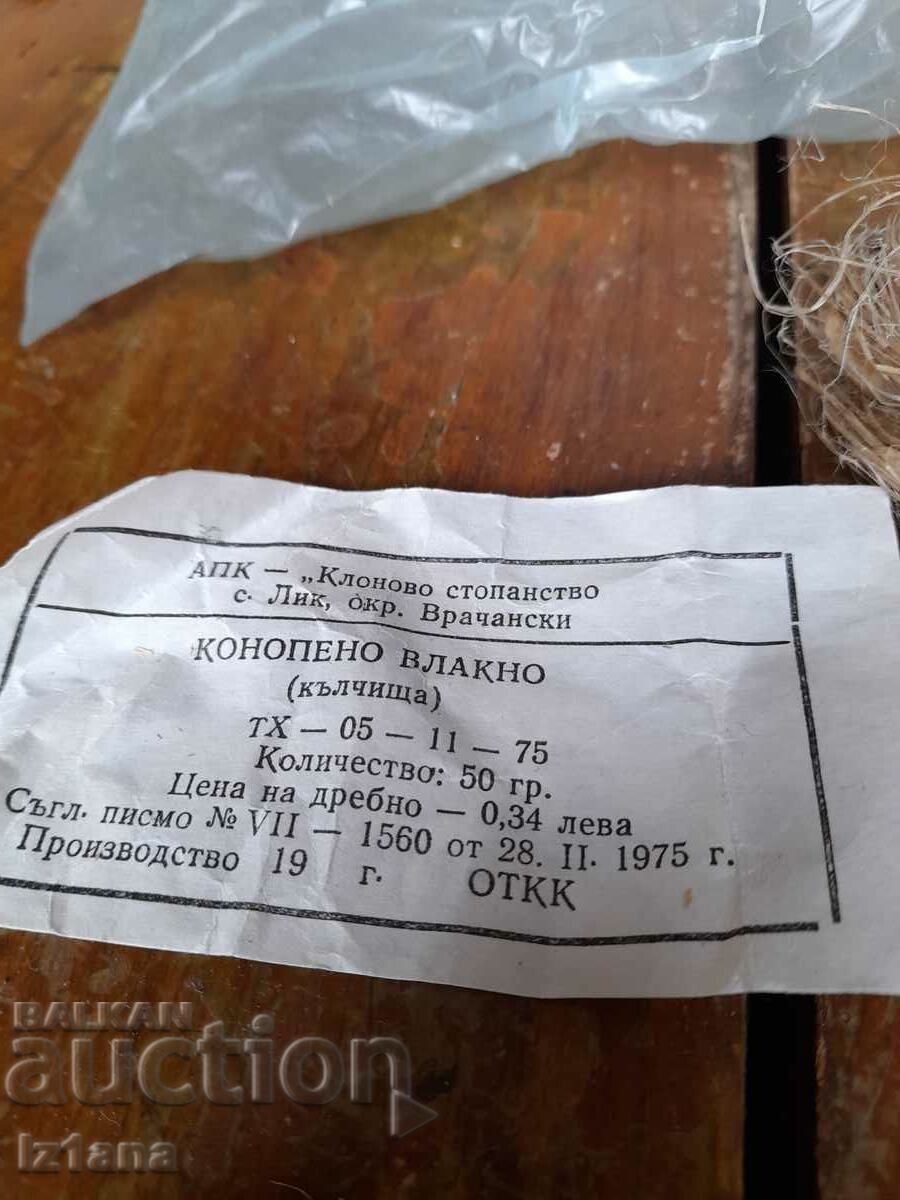 АПК — „Клоново стопанство
с. Лик, окр. Врачански
КОНОПЕНО ВЛАКНО
(кълчища)
ТХ — 05 — 11 — 75
Количество: 50 гр.
Цена на дребно — 0,34 лева
Съгл. писмо № VII — 1560 от 28. II. 1975 г.
Производство 19 г. ОТКК
BALKAN
auction
iz1ana